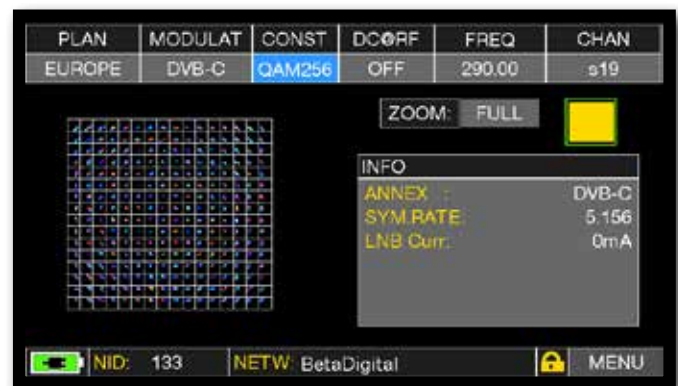 PLAN MODULAT CONST DC@RF FREQ CHAN
EUROPE DVB-C QAM256 OFF 290.00 s19
ZOOM: FULL
INFO
ANNEX : DVB-C
SYM.RATE: 5.156
LNB Curr.: 0mA
NID: 133 NETW: BetaDigital MENU